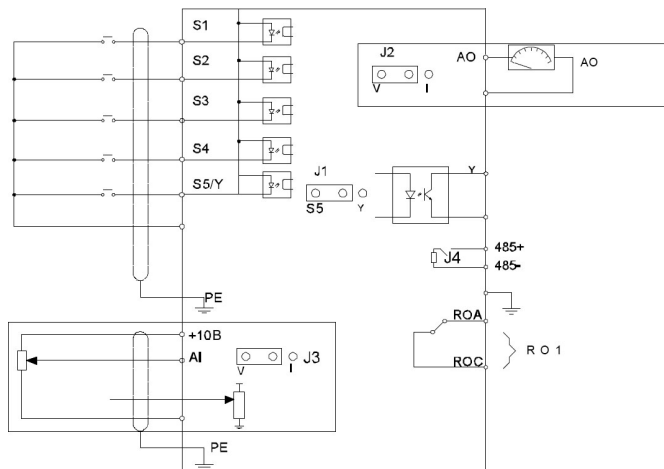 S1
S2
S3
S4
S5/Y
J1
S5 Y
J2
V I
AO
AO
Y
485+
J4
485-
PE
ROA
ROC
RO1
+10B
AI
J3
V I
PE